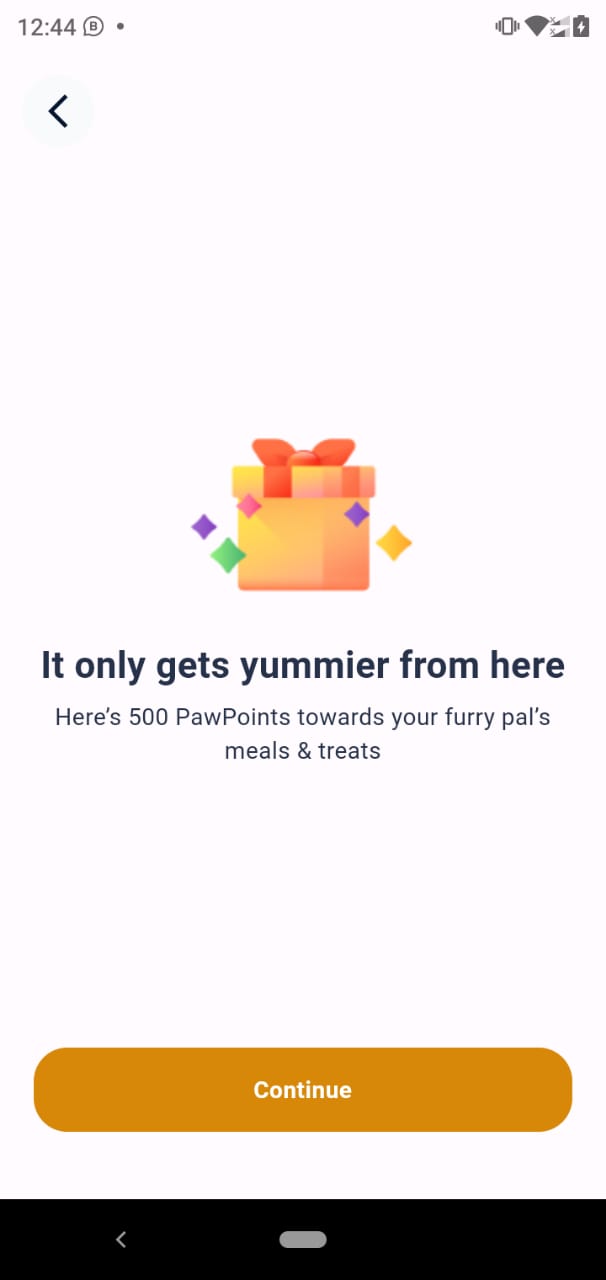 12:44
It only gets yummier from here
Here’s 500 PawPoints towards your furry pal’s
meals & treats
Continue